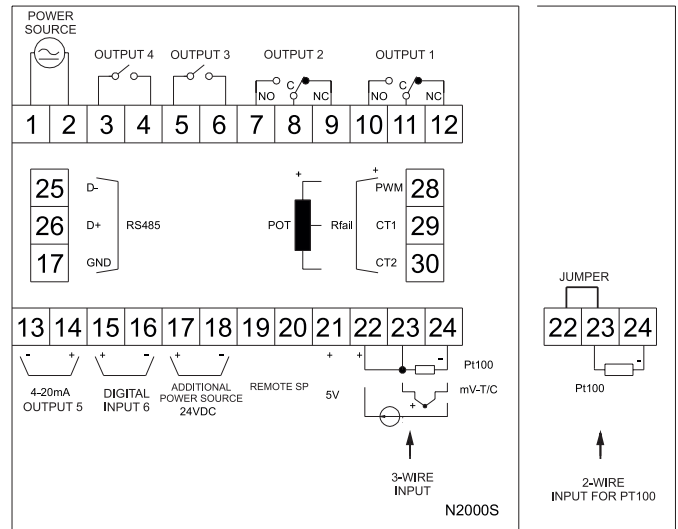 POWER
SOURCE
OUTPUT 4 OUTPUT 3 OUTPUT 2 OUTPUT 1
NO C NC NO C NC
1 2 3 4 5 6 7 8 9 10 11 12
25 D- + + PWM 28
26 D+ RS485 POT Rfail CT1 29
17 GND CT2 30
13 14 15 16 17 18 19 20 21 22 23 24
- + + - + - + + -
4-20mA
OUTPUT 5
DIGITAL
INPUT 6
ADDITIONAL
POWER SOURCE
24VDC
REMOTE SP
5V
Pt100
mV-T/C
+
3-WIRE
INPUT
N2000S
JUMPER
22 23 24
-
Pt100
2-WIRE
INPUT FOR PT100